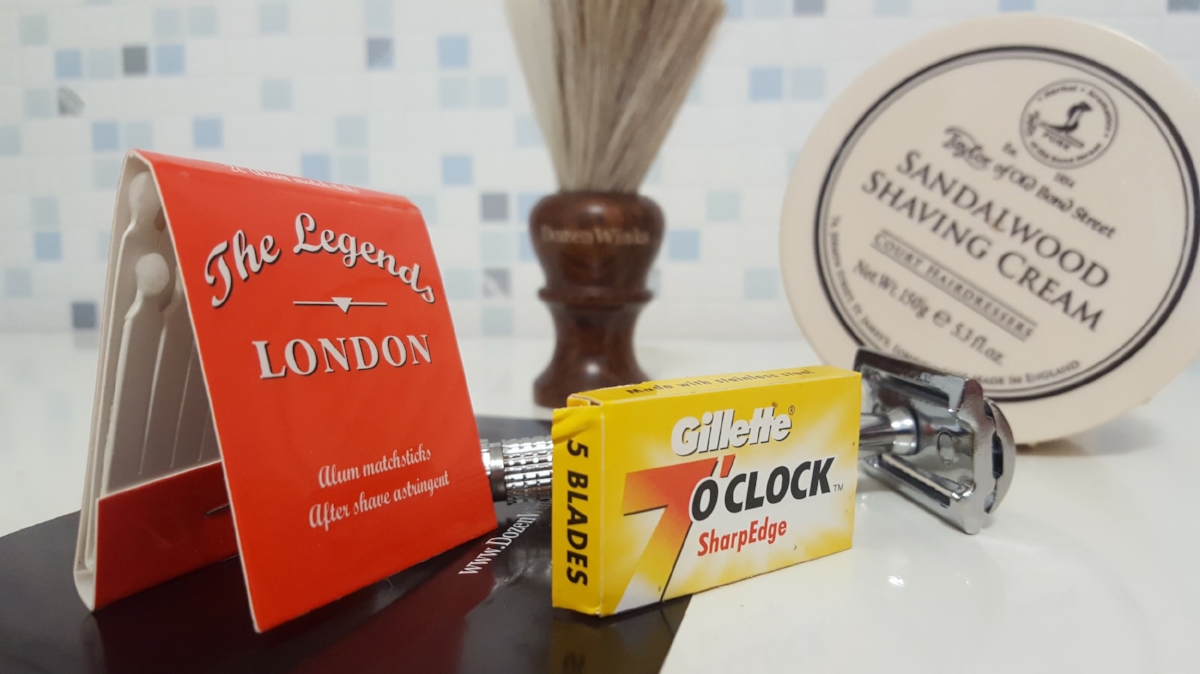 The Legends
LONDON
Alum matchsticks
After shave astringent
DozenWinks
www.Dozen
Made with stainless steel
5 BLADES
Gillette®
7 O'CLOCK™
SharpEdge
Est. 1854
Taylor of Old Bond Street
SANDALWOOD
SHAVING CREAM
COURT HAIRDRESSERS
Net Wt. 150g e 5.3 fl.oz.
MADE IN ENGLAND